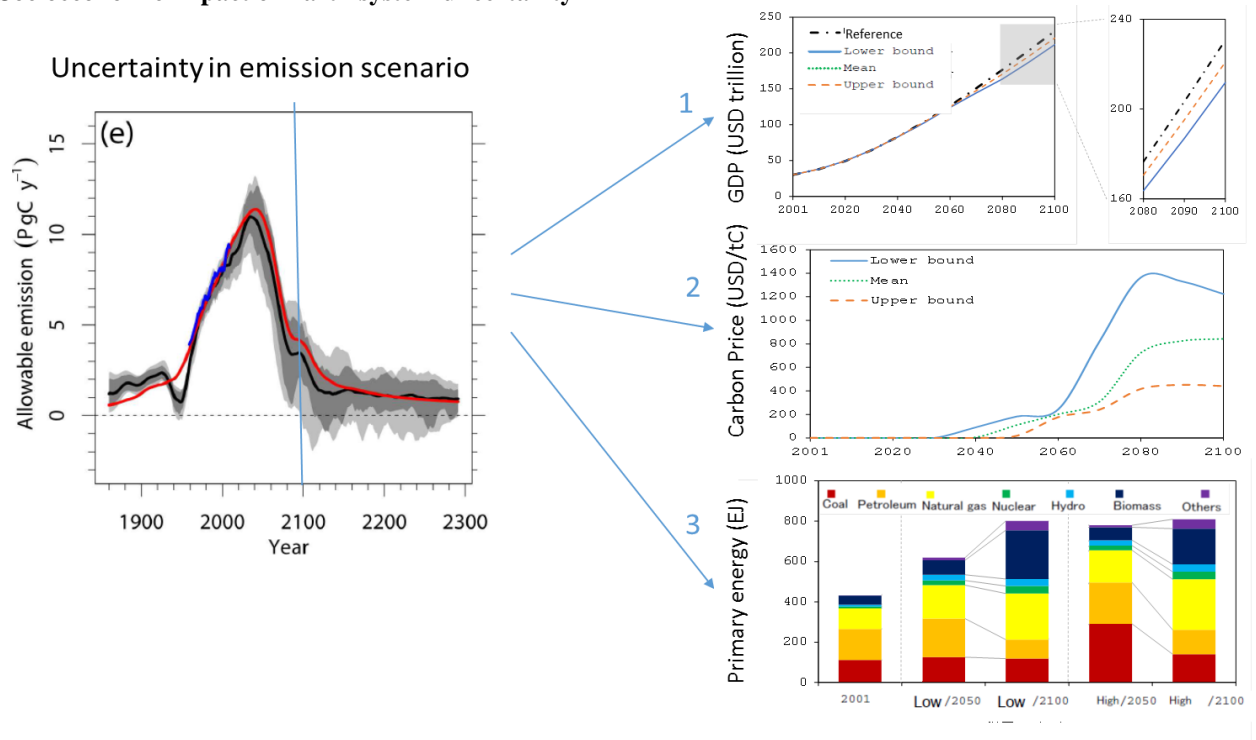 Uncertainty in emission scenario
(e)
Allowable emission (PgC y⁻¹)
15
10
5
0
1900 2000 2100 2200 2300
Year
1
2
3
GDP (USD trillion)
250
200
150
100
50
0
Reference
Lower bound
Mean
Upper bound
2001 2020 2040 2060 2080 2100
240
200
160
2080 2090 2100
Carbon Price (USD/tC)
1600
1400
1200
1000
800
600
400
200
0
Lower bound
Mean
Upper bound
2001 2020 2040 2060 2080 2100
Primary energy (EJ)
1000
800
600
400
200
0
Coal Petroleum Natural gas Nuclear Hydro Biomass Others
2001 Low /2050 Low /2100 High/2050 High /2100